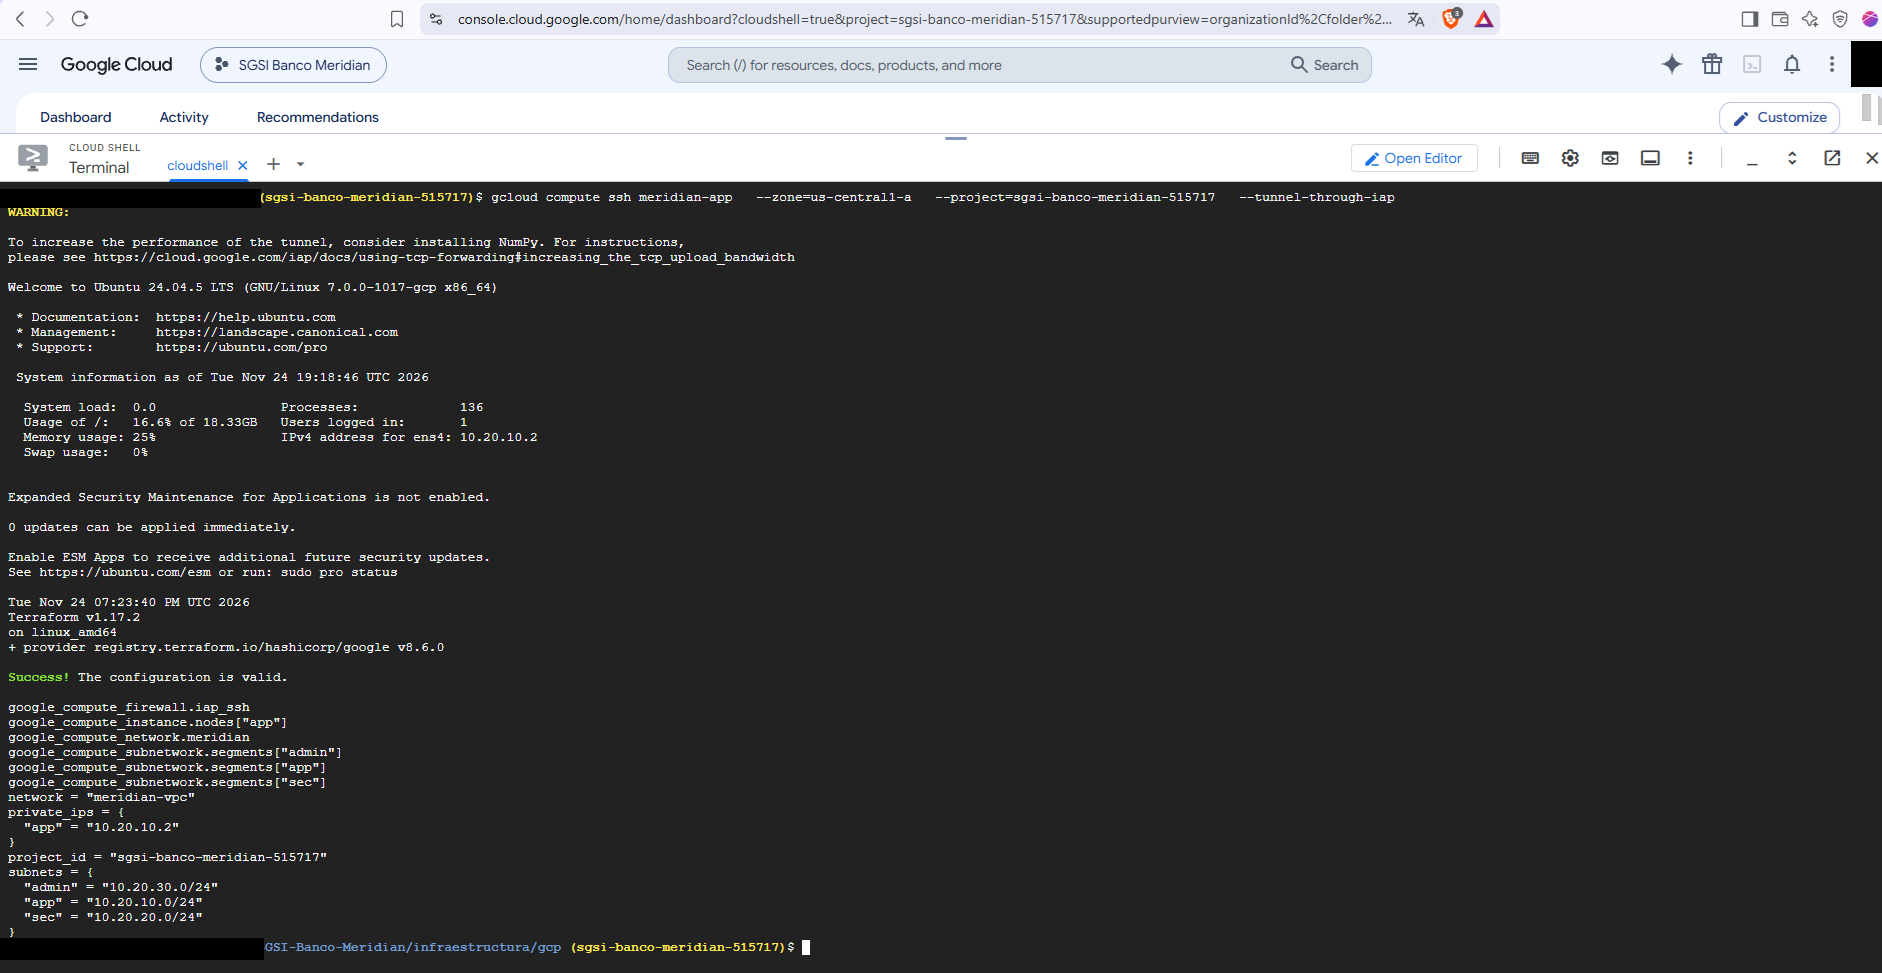 console.cloud.google.com/home/dashboard?cloudshell=true&project=sgsi-banco-meridian-515717&supportedpurview=organizationId%2Cfolder%2...
3
Google Cloud
SGSI Banco Meridian
Search (/) for resources, docs, products, and more
Search
Dashboard
Activity
Recommendations
Customize
CLOUD SHELL
Terminal
cloudshell
Open Editor
(sgsi-banco-meridian-515717)$ gcloud compute ssh meridian-app   --zone=us-central1-a   --project=sgsi-banco-meridian-515717   --tunnel-through-iap
WARNING:
To increase the performance of the tunnel, consider installing NumPy. For instructions,
please see https://cloud.google.com/iap/docs/using-tcp-forwarding#increasing_the_tcp_upload_bandwidth
Welcome to Ubuntu 24.04.5 LTS (GNU/Linux 7.0.0-1017-gcp x86_64)
* Documentation:  https://help.ubuntu.com
* Management:     https://landscape.canonical.com
* Support:        https://ubuntu.com/pro
System information as of Tue Nov 24 19:18:46 UTC 2026
System load:  0.0               Processes:             136
Usage of /:   16.6% of 18.33GB   Users logged in:       1
Memory usage: 25%                IPv4 address for ens4: 10.20.10.2
Swap usage:   0%
Expanded Security Maintenance for Applications is not enabled.
0 updates can be applied immediately.
Enable ESM Apps to receive additional future security updates.
See https://ubuntu.com/esm or run: sudo pro status
Tue Nov 24 07:23:40 PM UTC 2026
Terraform v1.17.2
on linux_amd64
+ provider registry.terraform.io/hashicorp/google v8.6.0
Success! The configuration is valid.
google_compute_firewall.iap_ssh
google_compute_instance.nodes["app"]
google_compute_network.meridian
google_compute_subnetwork.segments["admin"]
google_compute_subnetwork.segments["app"]
google_compute_subnetwork.segments["sec"]
network = "meridian-vpc"
private_ips = {
"app" = "10.20.10.2"
}
project_id = "sgsi-banco-meridian-515717"
subnets = {
"admin" = "10.20.30.0/24"
"app" = "10.20.10.0/24"
"sec" = "10.20.20.0/24"
}
GSI-Banco-Meridian/infraestructura/gcp (sgsi-banco-meridian-515717)$